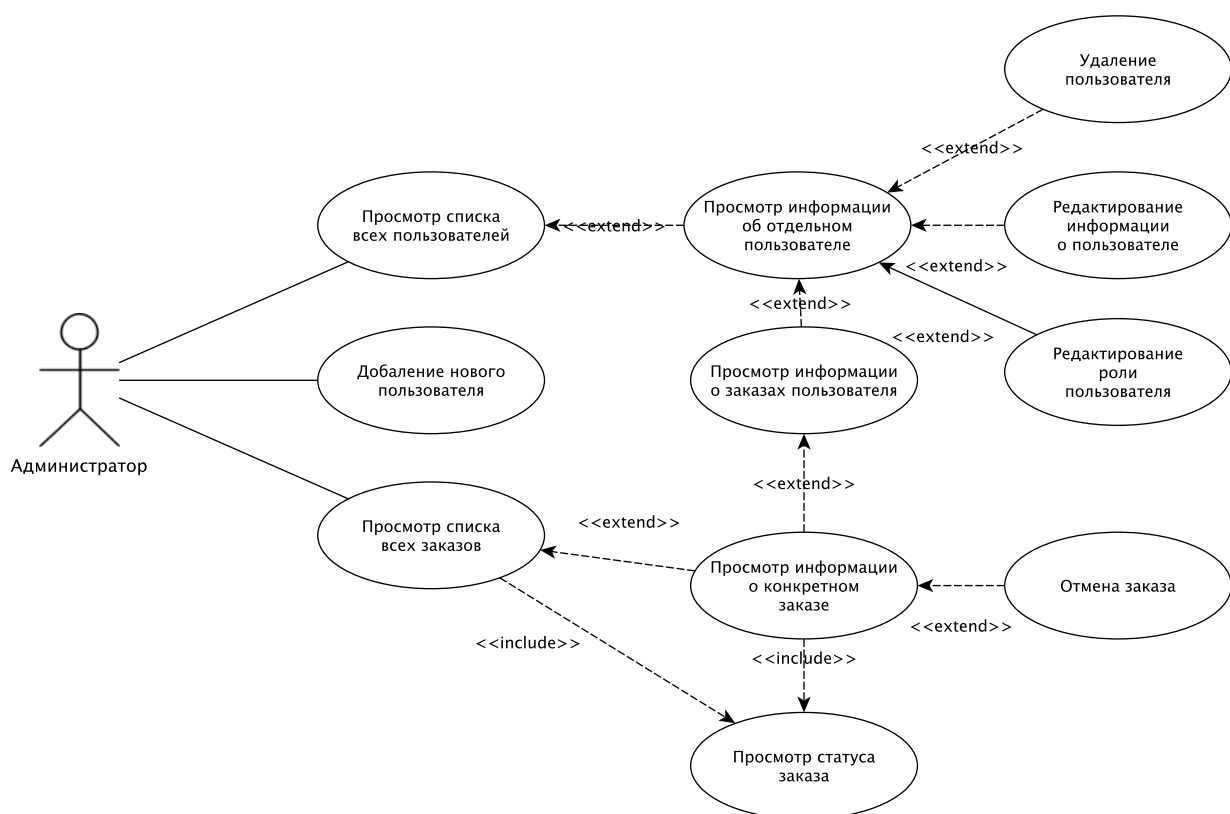 Удаление
пользователя
<<extend>>
Просмотр списка
всех пользователей
<<extend>>
Просмотр информации
об отдельном
пользователе
Редактирование
информации
о пользователе
<<extend>>
<<extend>>
<<extend>>
Добаление нового
пользователя
Просмотр информации
о заказах пользователя
Редактирование
роли
пользователя
Администратор
<<extend>>
Просмотр списка
всех заказов
<<extend>>
Просмотр информации
о конкретном
заказе
Отмена заказа
<<extend>>
<<include>>
<<include>>
Просмотр статуса
заказа